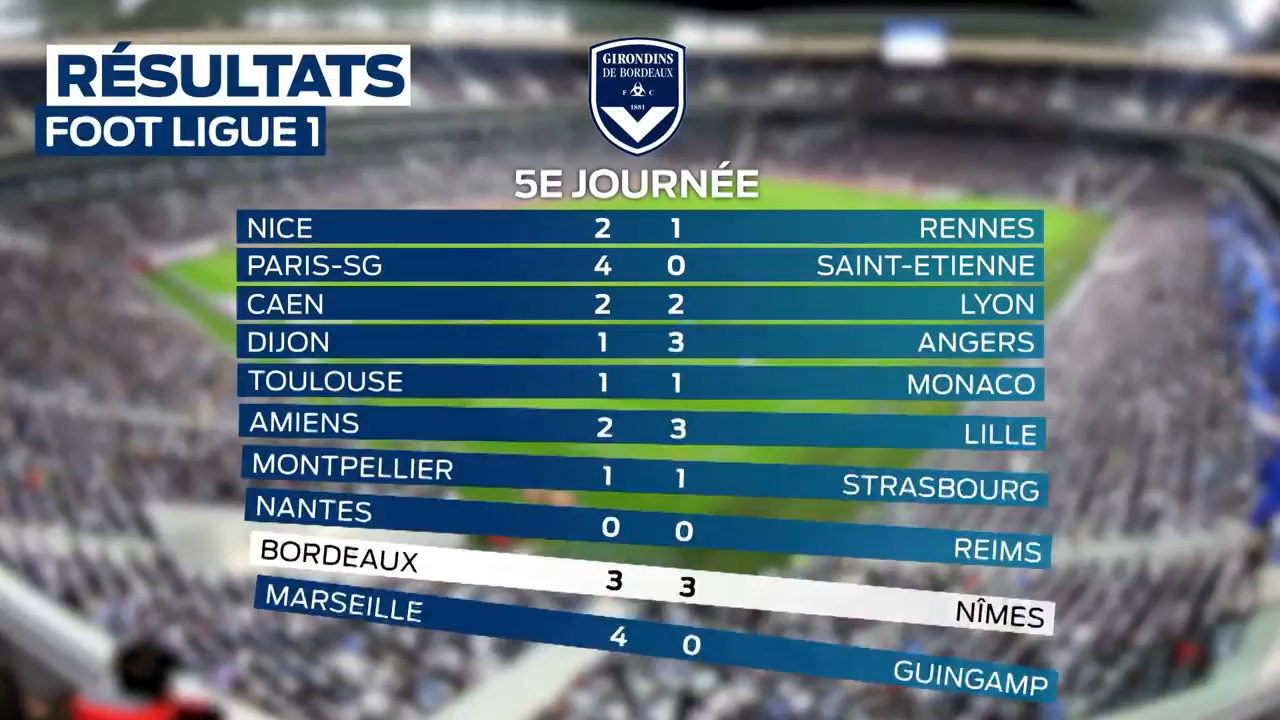 RÉSULTATS
FOOT LIGUE 1
GIRONDINS
DE BORDEAUX
F C
1881
5E JOURNÉE
NICE 2 1 RENNES
PARIS-SG 4 0 SAINT-ETIENNE
CAEN 2 2 LYON
DIJON 1 3 ANGERS
TOULOUSE 1 1 MONACO
AMIENS 2 3 LILLE
MONTPELLIER 1 1 STRASBOURG
NANTES 0 0 REIMS
BORDEAUX 3 3 NÎMES
MARSEILLE 4 0 GUINGAMP